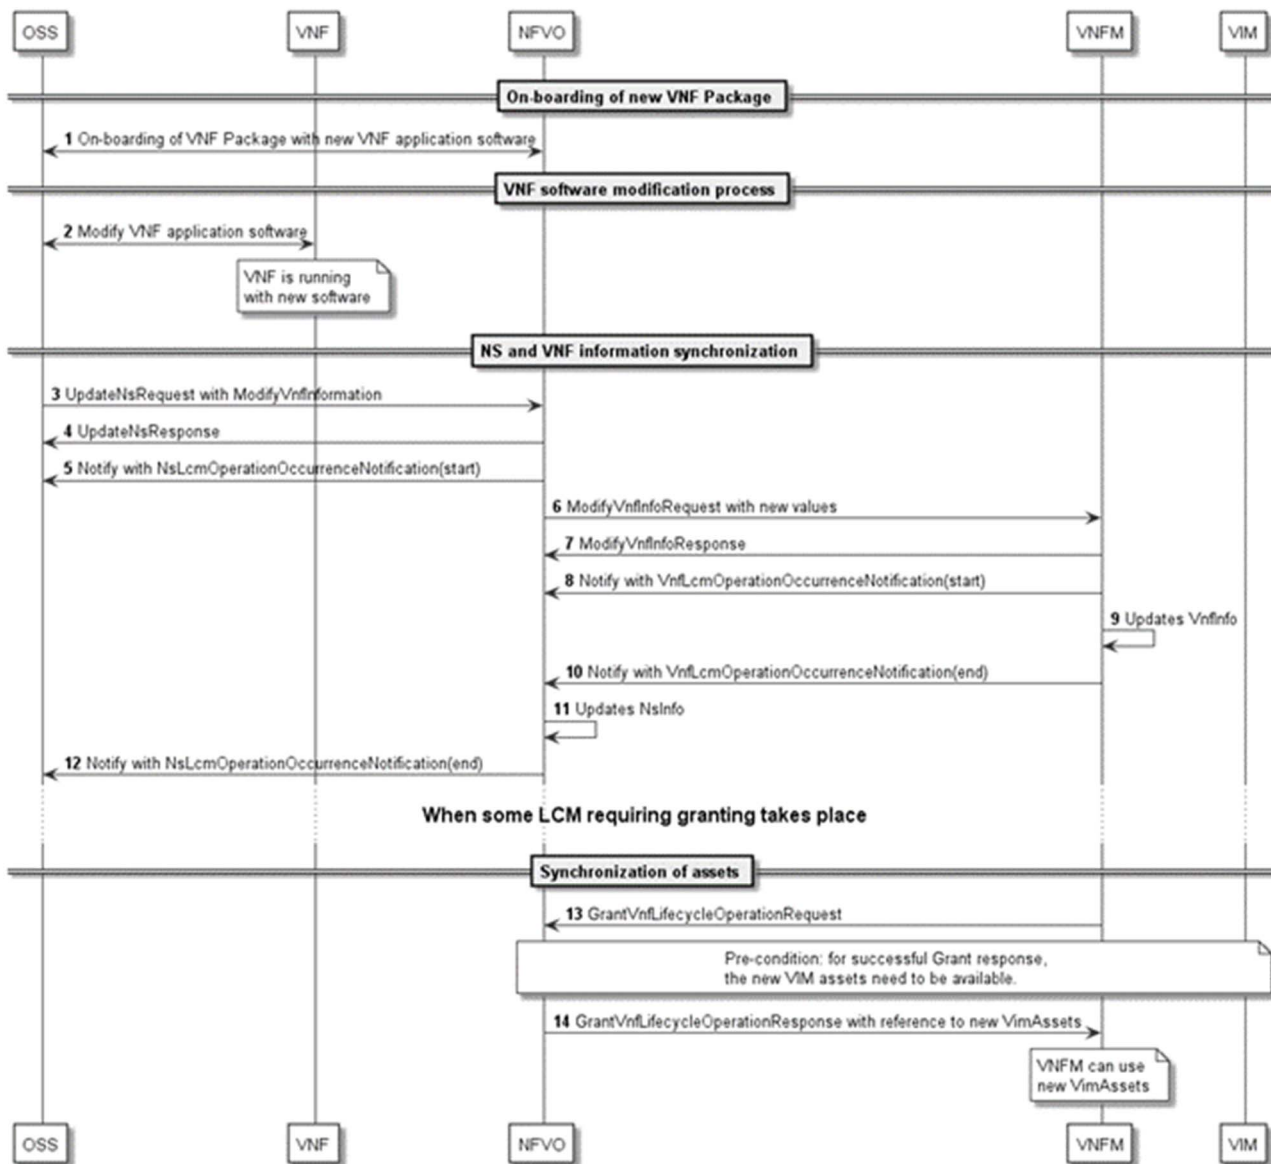 OSS VNF NFVO VNFM VIM
On-boarding of new VNF Package
1 On-boarding of VNF Package with new VNF application software
VNF software modification process
2 Modify VNF application software
VNF is running
with new software
NS and VNF information synchronization
3 UpdateNsRequest with ModifyVnfInformation
4 UpdateNsResponse
5 Notify with NsLcmOperationOccurrenceNotification(start)
6 ModifyVnfInfoRequest with new values
7 ModifyVnfInfoResponse
8 Notify with VnfLcmOperationOccurrenceNotification(start)
9 Updates VnfInfo
10 Notify with VnfLcmOperationOccurrenceNotification(end)
11 Updates NsInfo
12 Notify with NsLcmOperationOccurrenceNotification(end)
When some LCM requiring granting takes place
Synchronization of assets
13 GrantVnfLifecycleOperationRequest
Pre-condition: for successful Grant response,
the new VIM assets need to be available.
14 GrantVnfLifecycleOperationResponse with reference to new VimAssets
VNFM can use
new VimAssets
OSS VNF NFVO VNFM VIM